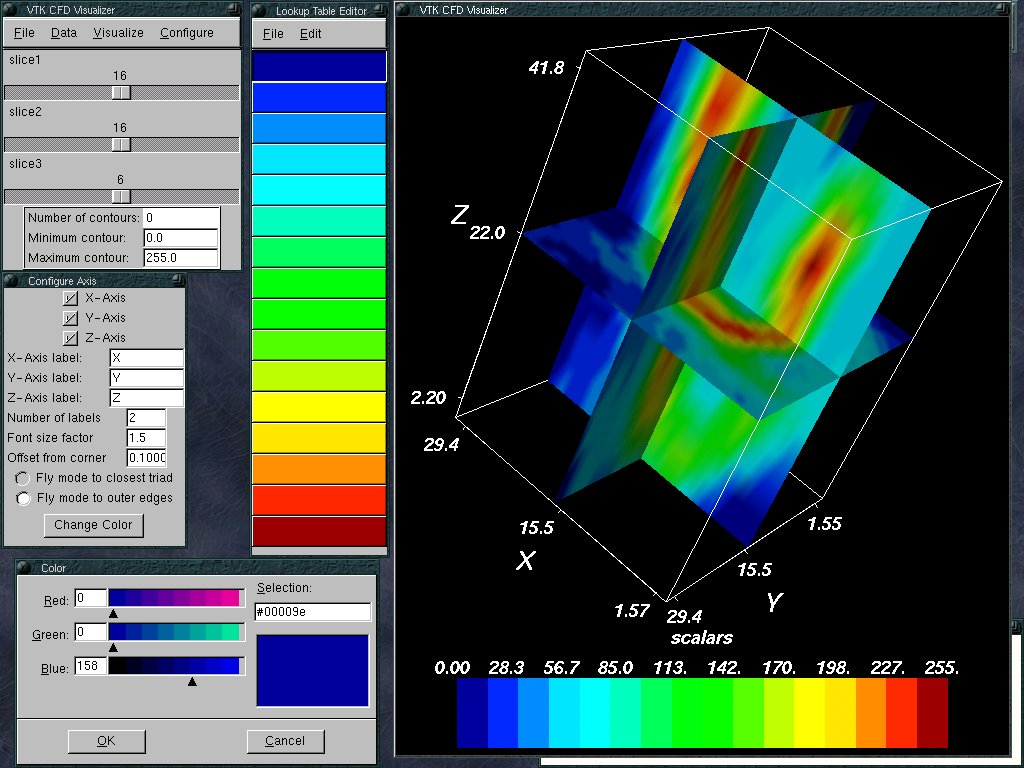 VTK CFD Visualizer
File Data Visualize Configure
slice1
16
slice2
16
slice3
6
Number of contours: 0
Minimum contour: 0.0
Maximum contour: 255.0
Configure Axis
X-Axis
Y-Axis
Z-Axis
X-Axis label: X
Y-Axis label: Y
Z-Axis label: Z
Number of labels 2
Font size factor 1.5
Offset from corner 0.1000
Fly mode to closest triad
Fly mode to outer edges
Change Color
Lookup Table Editor
File Edit
Color
Red: 0
Green: 0
Blue: 158
Selection:
#00009e
OK Cancel
VTK CFD Visualizer
41.8
Z
22.0
2.20
29.4
15.5
X
1.57
29.4
15.5
Y
1.55
scalars
0.00 28.3 56.7 85.0 113. 142. 170. 198. 227. 255.